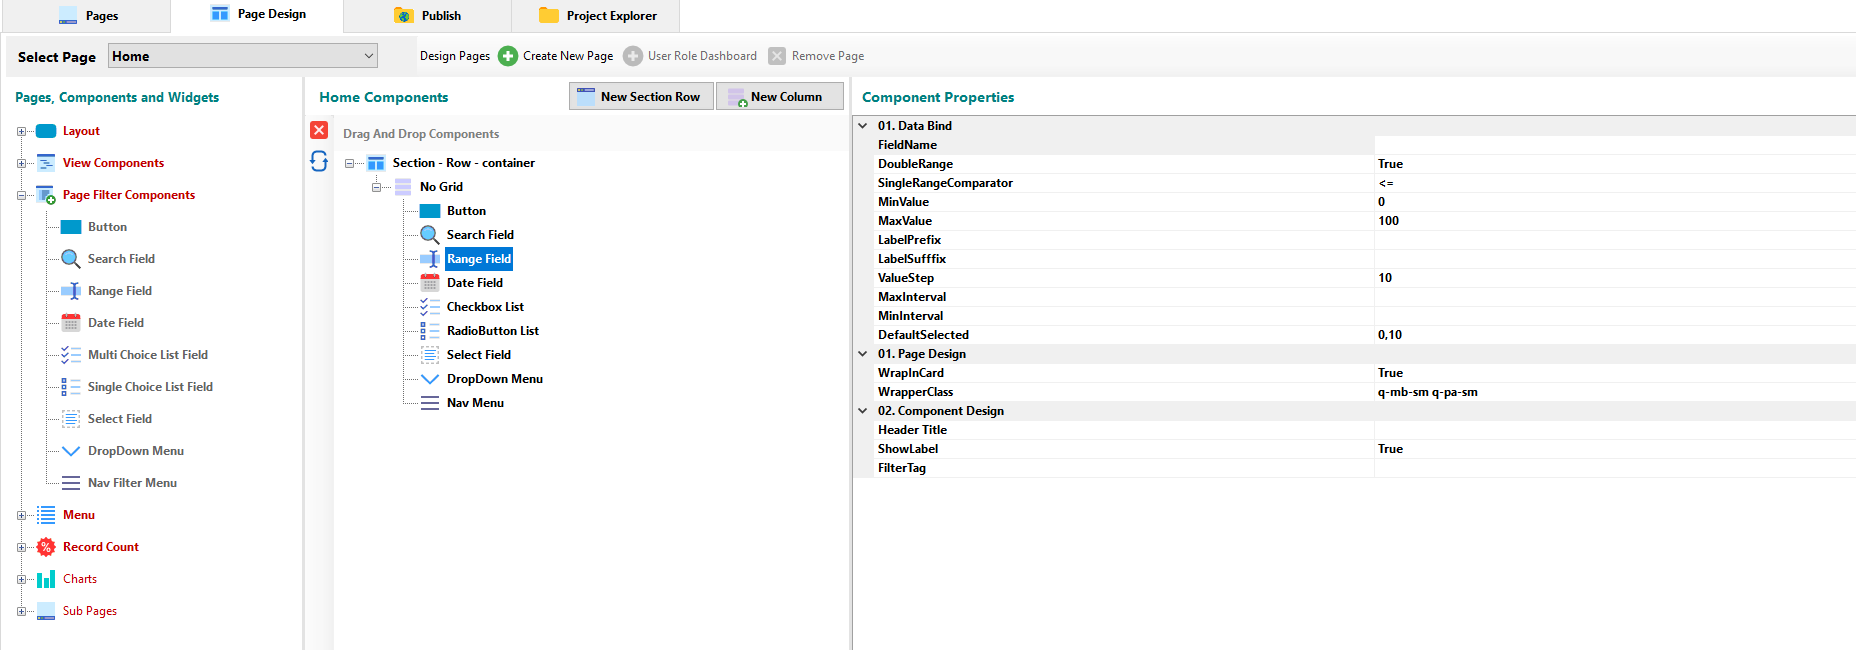 Pages
Page Design
Publish
Project Explorer
Select Page
Home
Design Pages
Create New Page
User Role Dashboard
Remove Page
Pages, Components and Widgets
Layout
View Components
Page Filter Components
Button
Search Field
Range Field
Date Field
Multi Choice List Field
Single Choice List Field
Select Field
DropDown Menu
Nav Filter Menu
Menu
Record Count
Charts
Sub Pages
Home Components
New Section Row
New Column
Drag And Drop Components
Section - Row - container
No Grid
Button
Search Field
Range Field
Date Field
Checkbox List
RadioButton List
Select Field
DropDown Menu
Nav Menu
Component Properties
01. Data Bind
FieldName
DoubleRange True
SingleRangeComparator <=
MinValue 0
MaxValue 100
LabelPrefix
LabelSufffix
ValueStep 10
MaxInterval
MinInterval
DefaultSelected 0,10
01. Page Design
WrapInCard True
WrapperClass q-mb-sm q-pa-sm
02. Component Design
Header Title
ShowLabel True
FilterTag